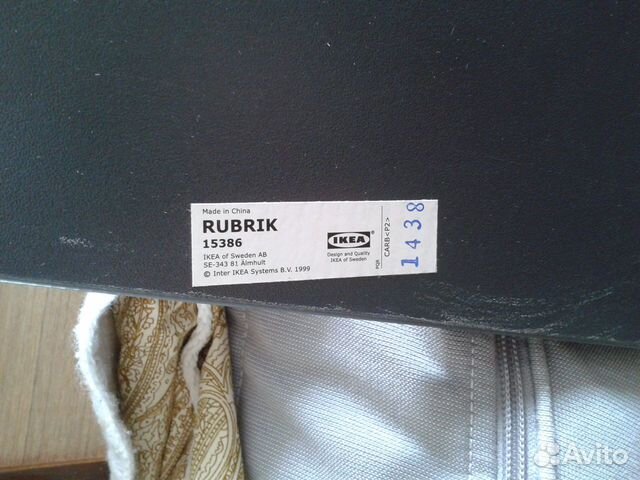 Made in China
RUBRIK
15386
IKEA of Sweden AB
SE-343 81 Älmhult
© Inter IKEA Systems B.V. 1999
IKEA
Design and Quality
IKEA of Sweden
PQR
CARB<P2>
1438
Avito